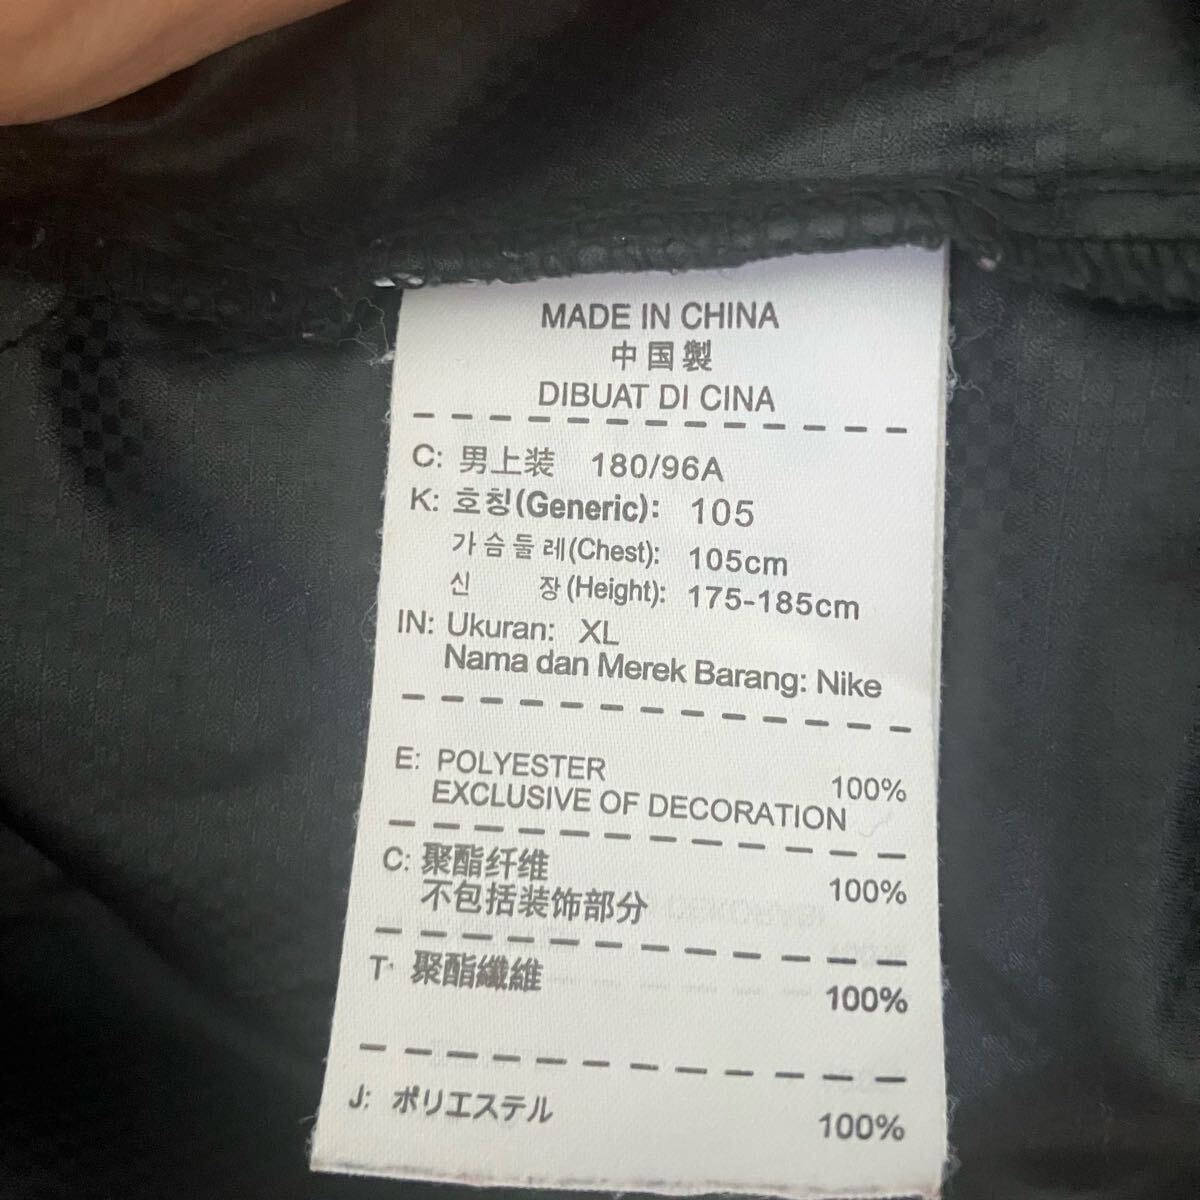 MADE IN CHINA
中国製
DIBUAT DI CINA
C: 男上装 180/96A
K: 호칭(Generic): 105
가슴둘레(Chest): 105cm
신 장(Height): 175-185cm
IN: Ukuran: XL
Nama dan Merek Barang: Nike
E: POLYESTER 100%
EXCLUSIVE OF DECORATION
C: 聚酯纤维 100%
不包括装饰部分
T: 聚酯纖維 100%
J: ポリエステル 100%